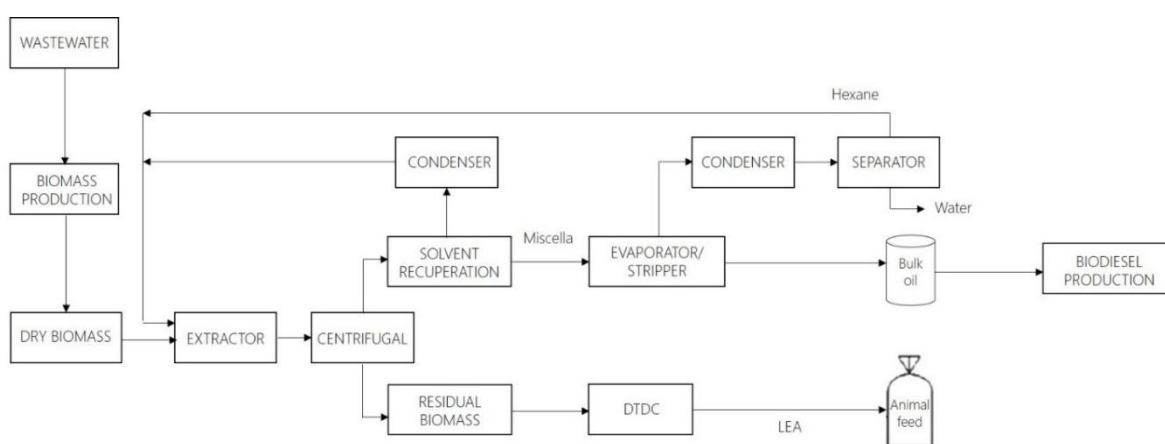 WASTEWATER
Hexane
CONDENSER
CONDENSER
SEPARATOR
BIOMASS
PRODUCTION
Water
Miscella
SOLVENT
RECUPERATION
EVAPORATOR/
STRIPPER
Bulk
oil
BIODIESEL
PRODUCTION
DRY BIOMASS
EXTRACTOR
CENTRIFUGAL
RESIDUAL
BIOMASS
DTDC
LEA
Animal
feed